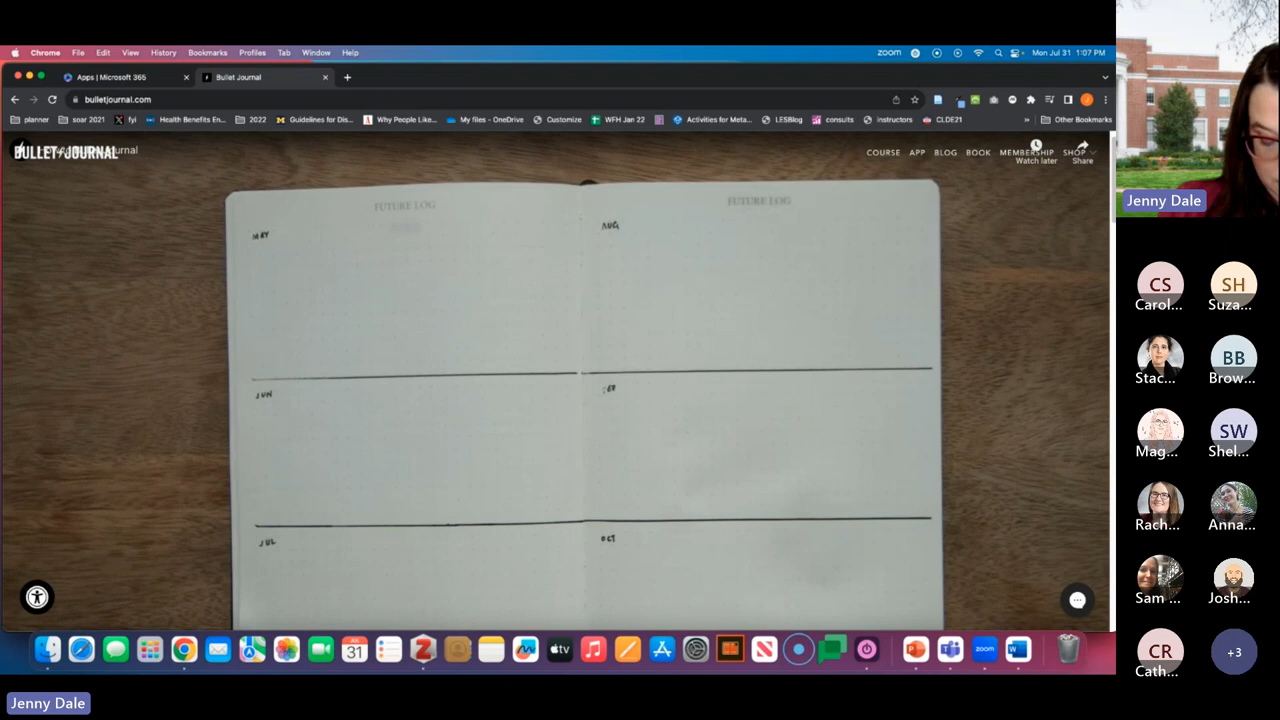 Chrome File Edit View History Bookmarks Profiles Tab Window Help zoom Mon Jul 31 1:07 PM
Apps | Microsoft 365 Bullet Journal
bulletjournal.com
planner soar 2021 fyi Health Benefits En... 2022 Guidelines for Dis... Why People Like... My files - OneDrive Customize WFH Jan 22 Activities for Meta... LESBlog consults instructors CLDE21 » Other Bookmarks
BULLET JOURNAL COURSE APP BLOG BOOK MEMBERSHIP SHOP
Watch later Share
FUTURE LOG FUTURE LOG
MAY AUG
JUN SEP
JUL OCT
JUL
31
tv
zoom
Jenny Dale
CS SH
Carol... Suza...
BB
Stac... Brow...
SW
Mag... Shel...
Rach... Anna...
Sam ... Josh...
CR +3
Cath...
Jenny Dale